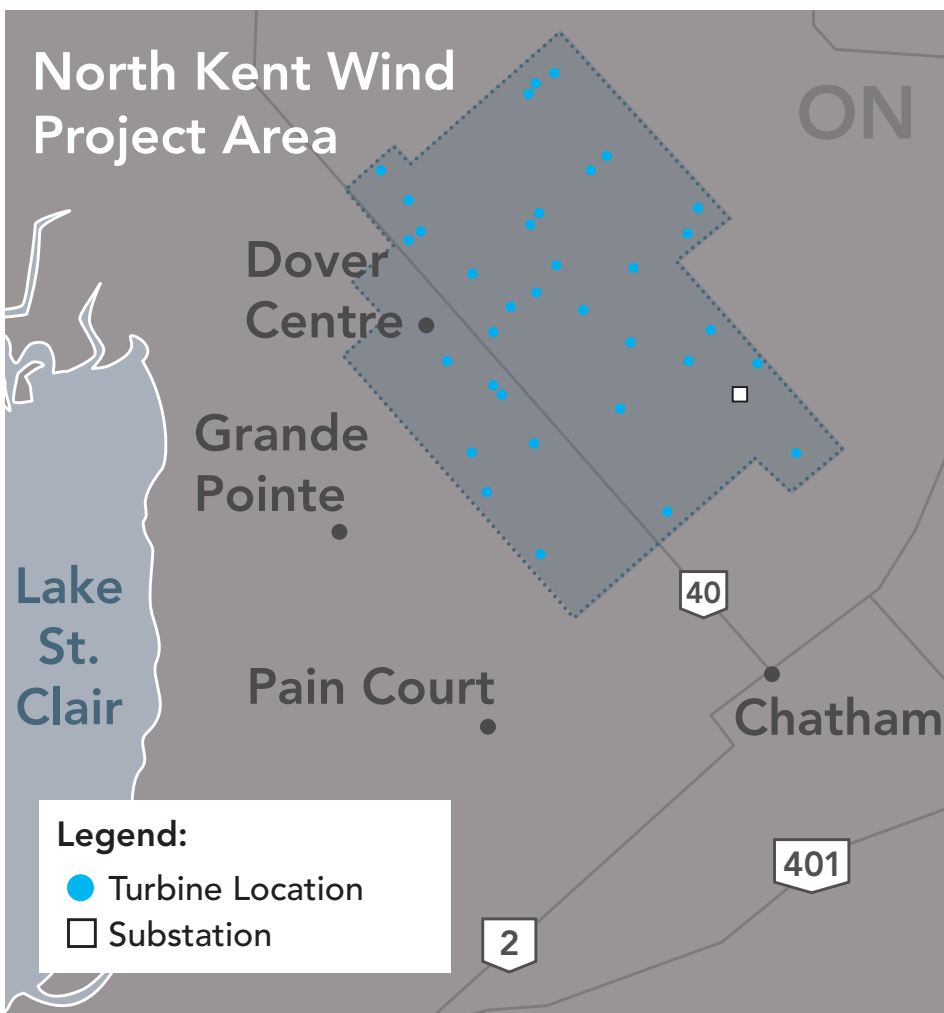 North Kent Wind
Project Area
ON
Dover
Centre
Grande
Pointe
Lake
St.
Clair
40
Pain Court
Chatham
Legend:
Turbine Location
Substation
401
2